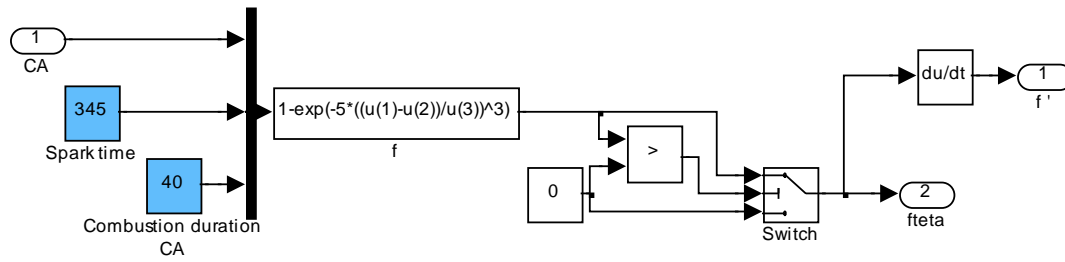 1
CA
345
Spark time
40
Combustion duration
CA
1-exp(-5*((u(1)-u(2))/u(3))^3)
f
>
0
Switch
du/dt
1
f '
2
fteta